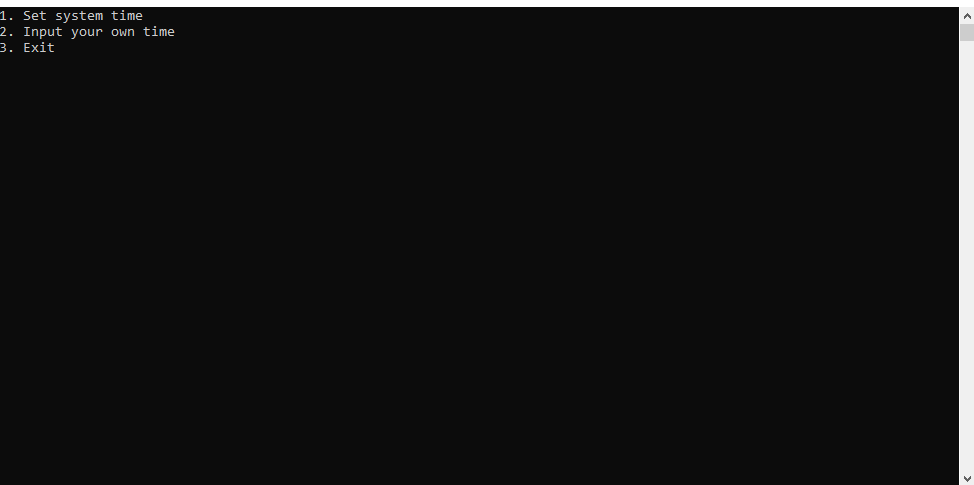 1. Set system time
2. Input your own time
3. Exit